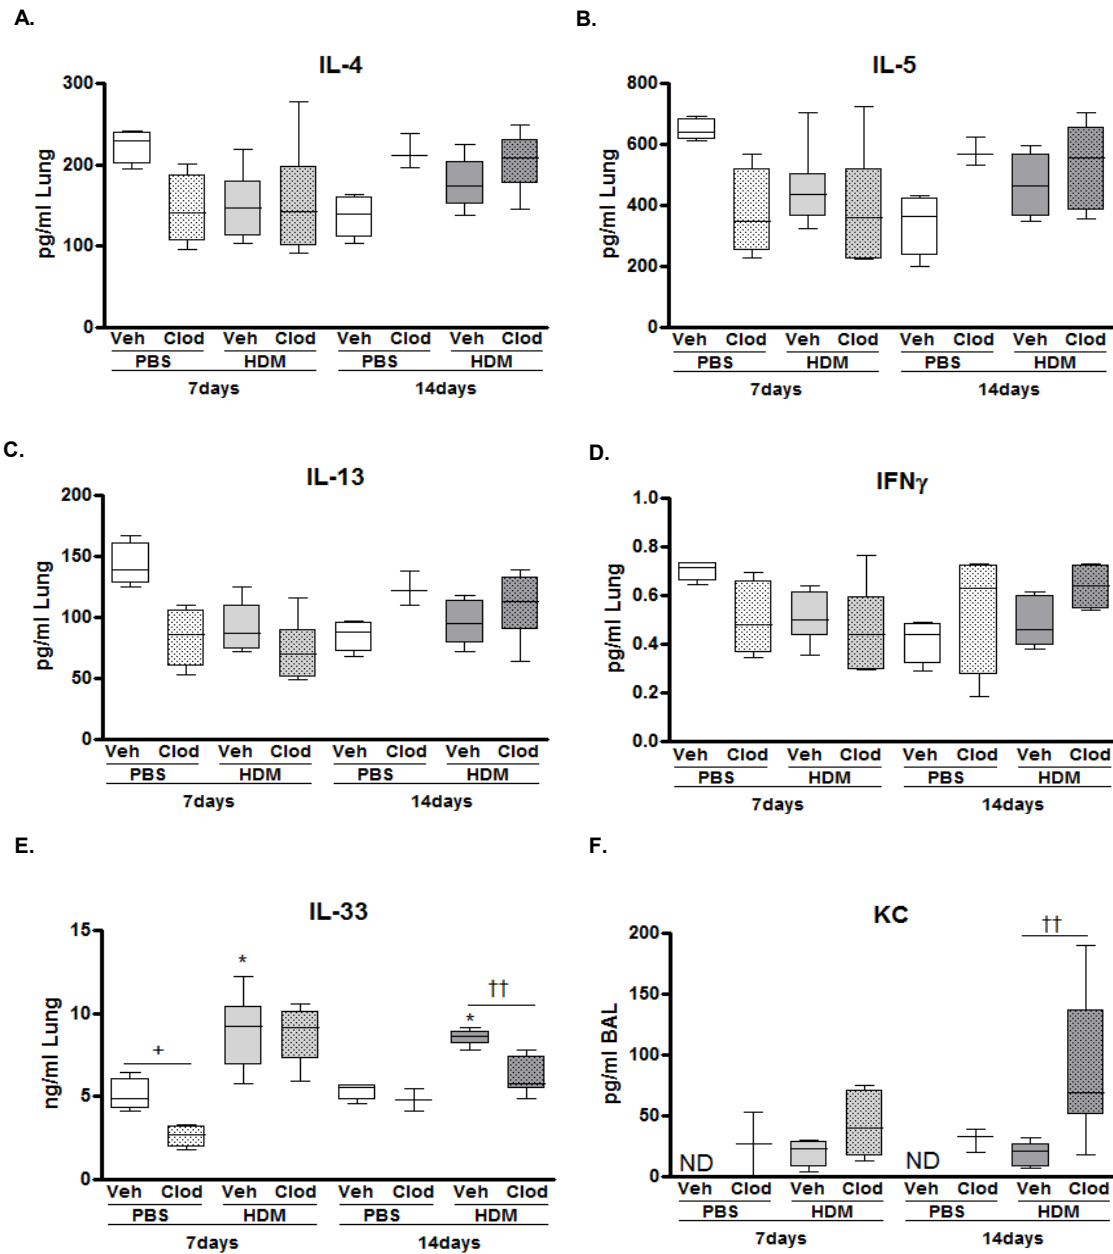 A.
B.
IL-4
IL-5
300
200
100
0
pg/ml Lung
Veh Clod Veh Clod Veh Clod Veh Clod
PBS HDM PBS HDM
7days 14days
800
600
400
200
0
pg/ml Lung
Veh Clod Veh Clod Veh Clod Veh Clod
PBS HDM PBS HDM
7days 14days
C.
D.
IL-13
IFNγ
200
150
100
50
0
pg/ml Lung
Veh Clod Veh Clod Veh Clod Veh Clod
PBS HDM PBS HDM
7days 14days
1.0
0.8
0.6
0.4
0.2
0.0
pg/ml Lung
Veh Clod Veh Clod Veh Clod Veh Clod
PBS HDM PBS HDM
7days 14days
E.
F.
IL-33
KC
15
10
5
0
ng/ml Lung
+
*
*
††
Veh Clod Veh Clod Veh Clod Veh Clod
PBS HDM PBS HDM
7days 14days
200
150
100
50
0
pg/ml BAL
††
ND ND
Veh Clod Veh Clod Veh Clod Veh Clod
PBS HDM PBS HDM
7days 14days